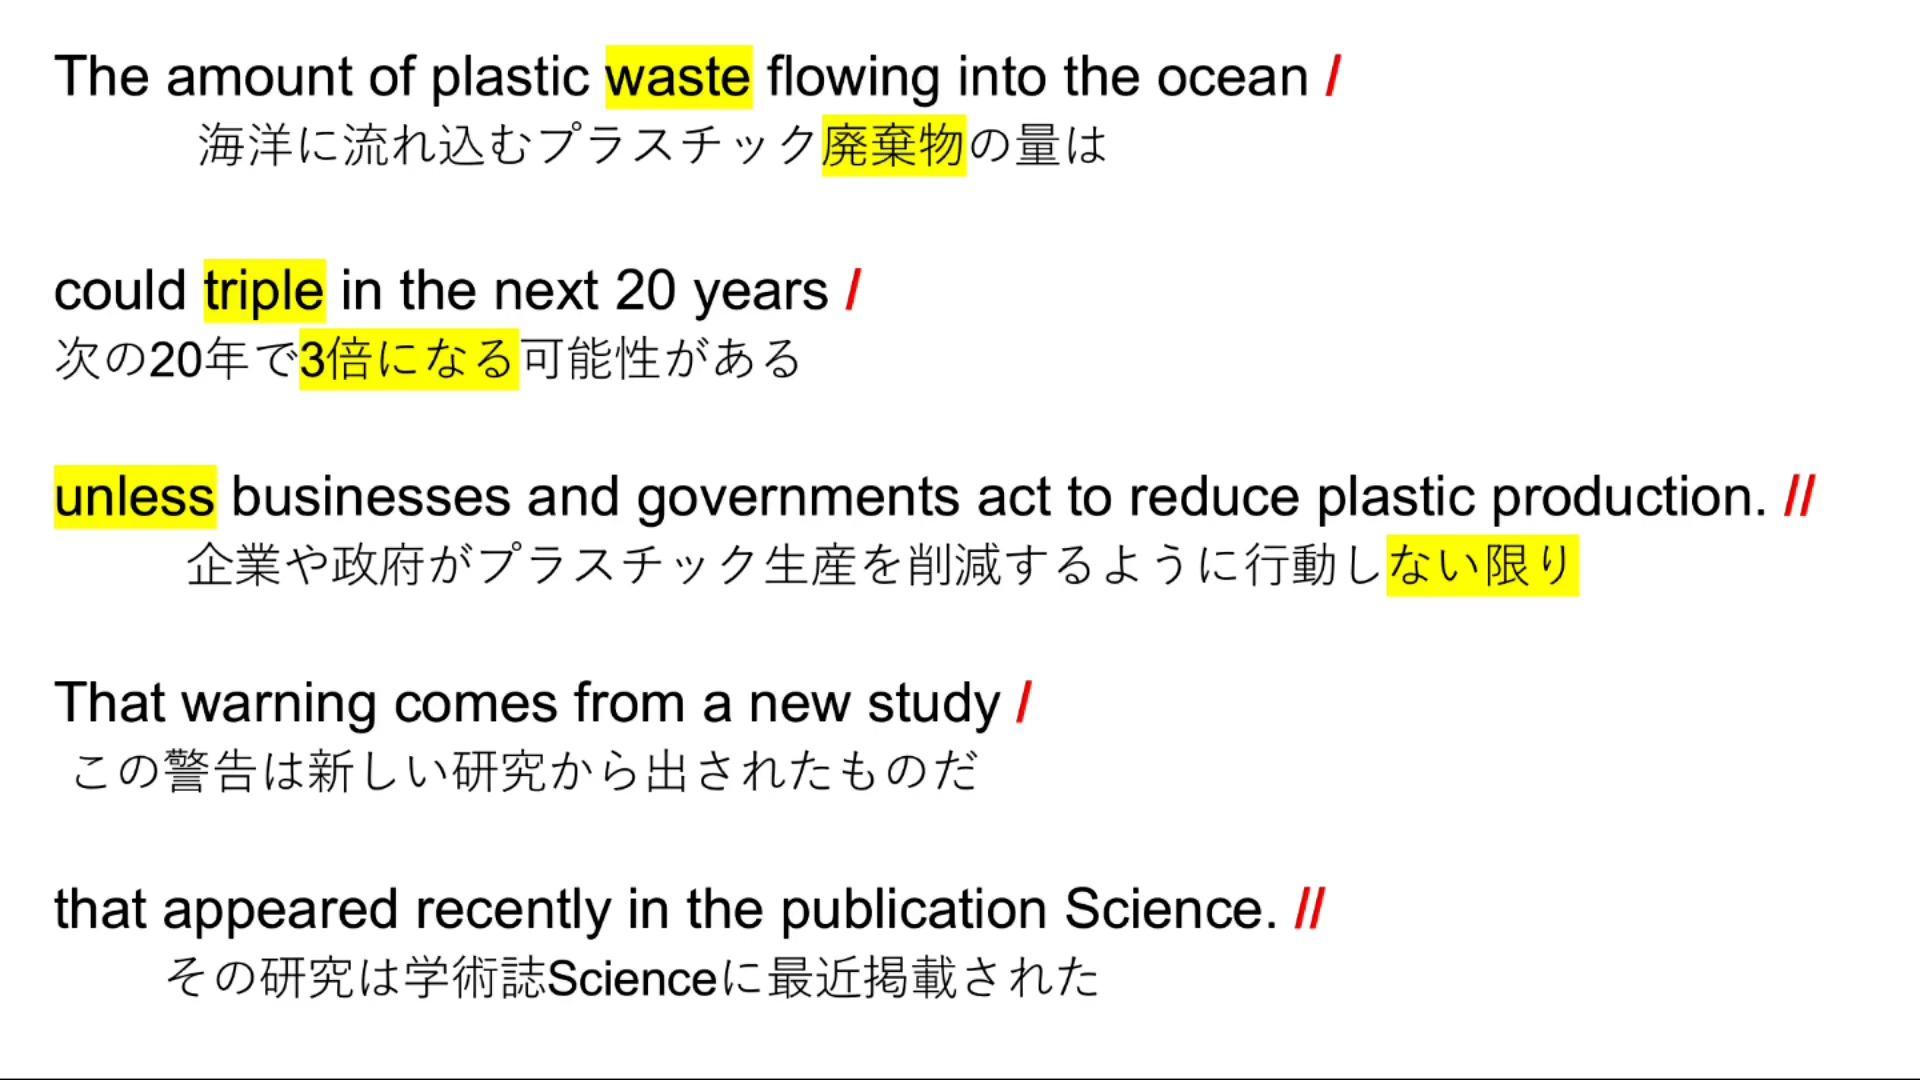 The amount of plastic waste flowing into the ocean /
海洋に流れ込むプラスチック廃棄物の量は
could triple in the next 20 years /
次の20年で3倍になる可能性がある
unless businesses and governments act to reduce plastic production. //
企業や政府がプラスチック生産を削減するように行動しない限り
That warning comes from a new study /
この警告は新しい研究から出されたものだ
that appeared recently in the publication Science. //
その研究は学術誌Scienceに最近掲載された